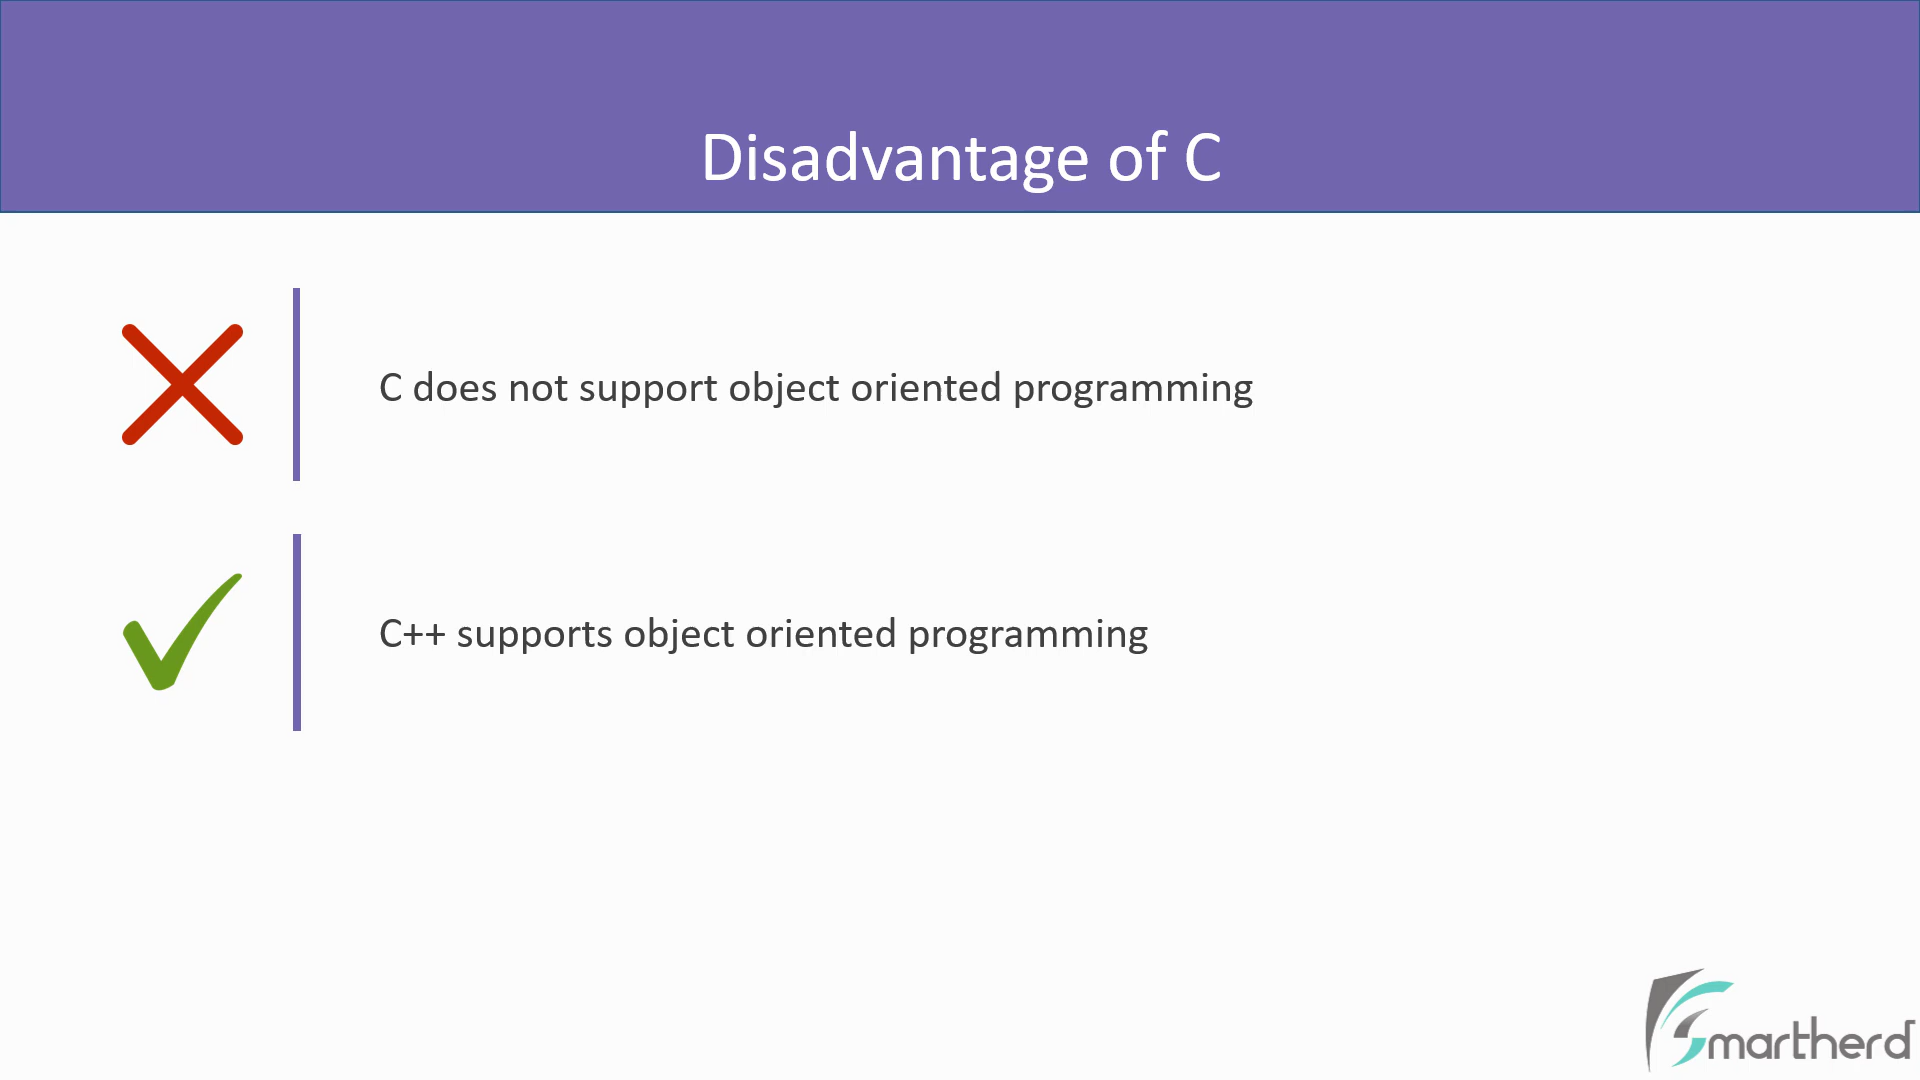 Disadvantage of C
C does not support object oriented programming
C++ supports object oriented programming
Smartherd